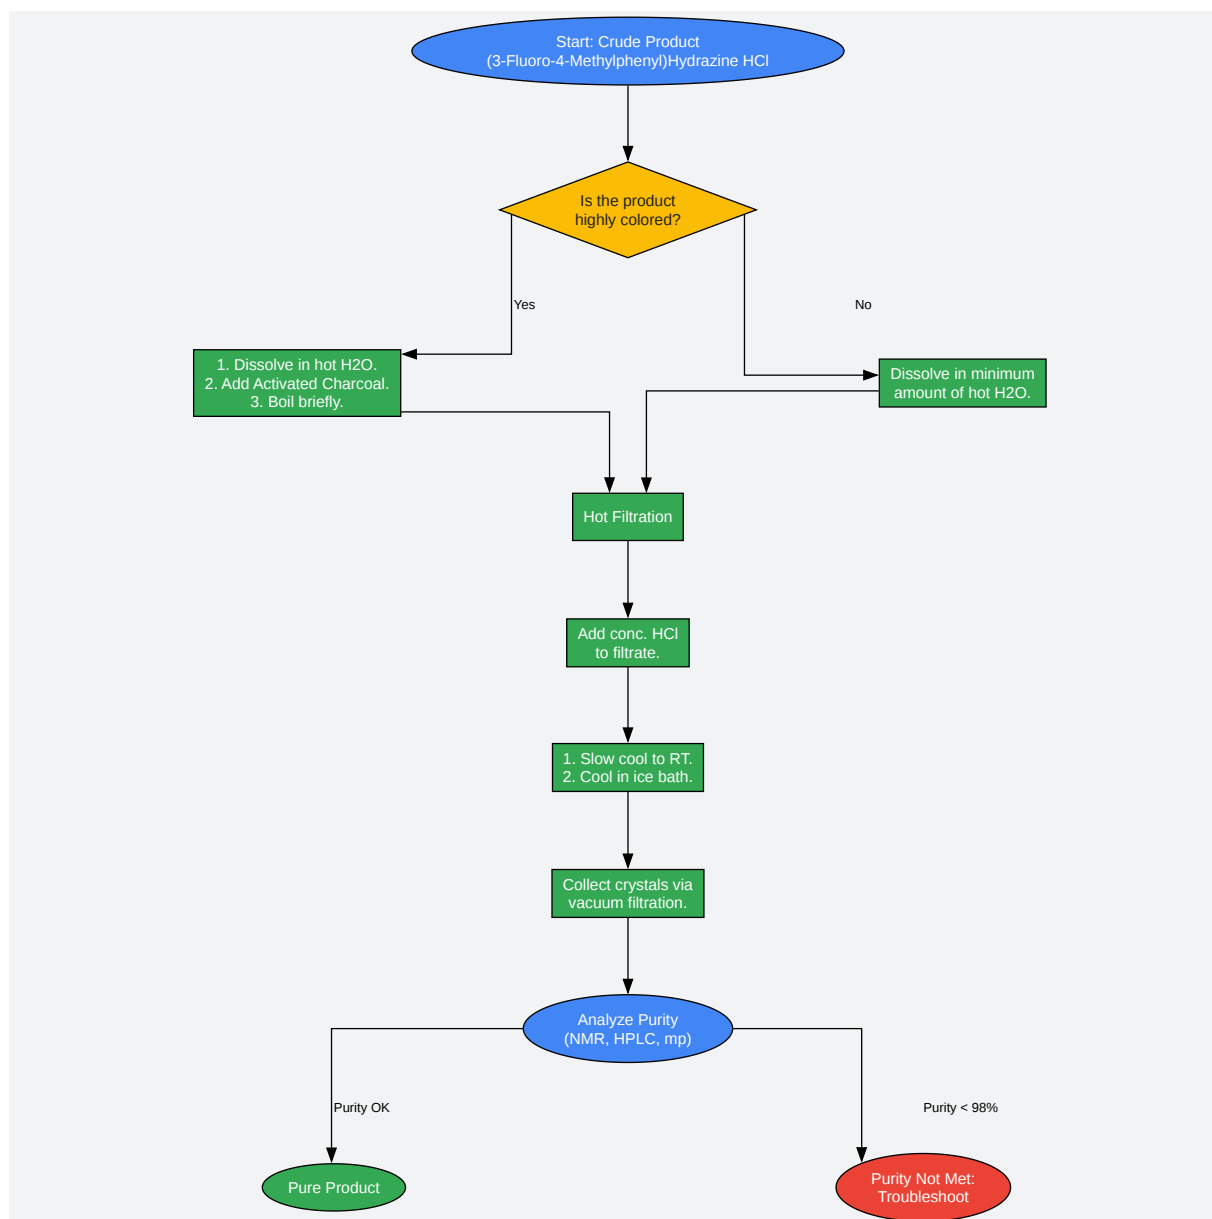 Start: Crude Product
(3-Fluoro-4-Methylphenyl)Hydrazine HCl
Is the product
highly colored?
Yes
No
1. Dissolve in hot H2O.
2. Add Activated Charcoal.
3. Boil briefly.
Dissolve in minimum
amount of hot H2O.
Hot Filtration
Add conc. HCl
to filtrate.
1. Slow cool to RT.
2. Cool in ice bath.
Collect crystals via
vacuum filtration.
Analyze Purity
(NMR, HPLC, mp)
Purity OK
Purity < 98%
Pure Product
Purity Not Met:
Troubleshoot